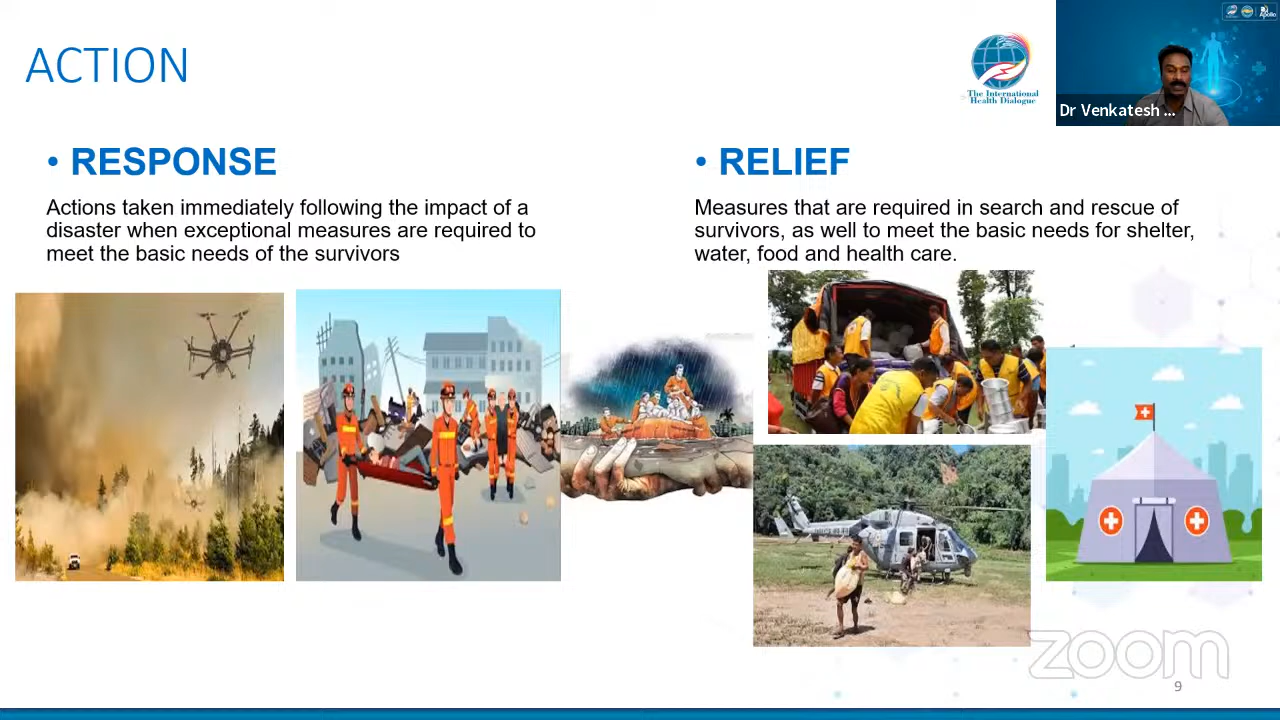 ACTION
The International
Health Dialogue
Apollo
Dr Venkatesh ...
• RESPONSE
Actions taken immediately following the impact of a
disaster when exceptional measures are required to
meet the basic needs of the survivors
• RELIEF
Measures that are required in search and rescue of
survivors, as well to meet the basic needs for shelter,
water, food and health care.
zoom
9